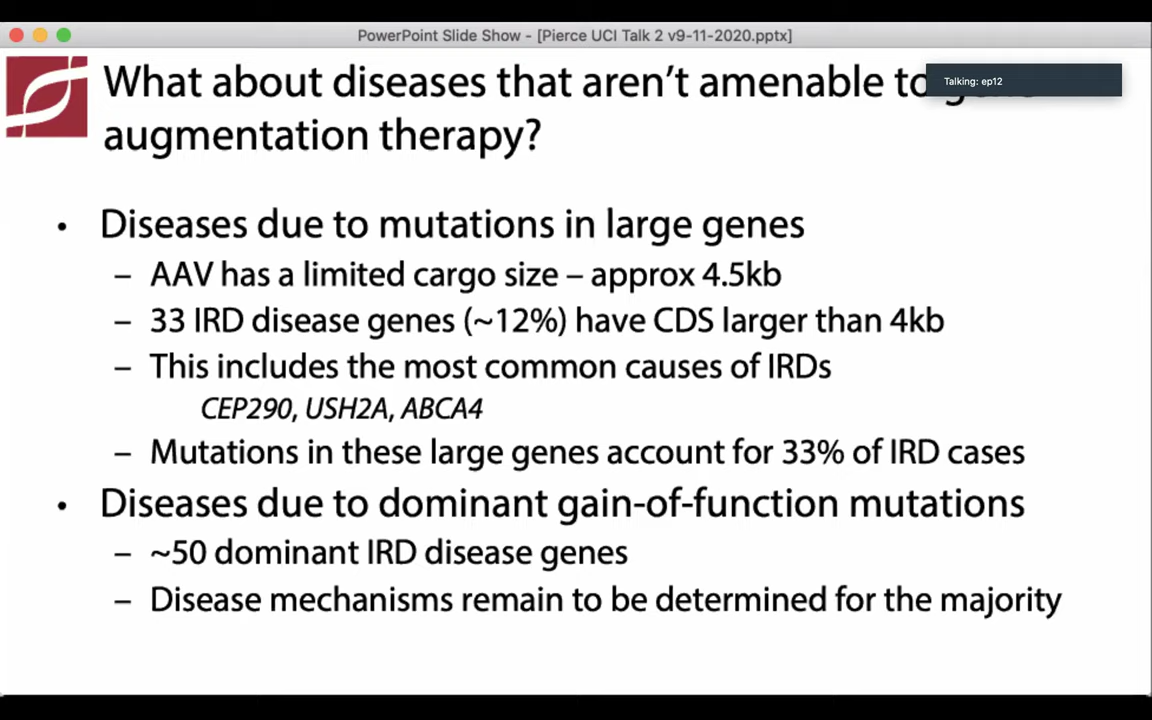 PowerPoint Slide Show - [Pierce UCI Talk 2 v9-11-2020.pptx]
What about diseases that aren't amenable to
Talking: ep12
augmentation therapy?
• Diseases due to mutations in large genes
– AAV has a limited cargo size – approx 4.5kb
– 33 IRD disease genes (~12%) have CDS larger than 4kb
– This includes the most common causes of IRDs
CEP290, USH2A, ABCA4
– Mutations in these large genes account for 33% of IRD cases
• Diseases due to dominant gain-of-function mutations
– ~50 dominant IRD disease genes
– Disease mechanisms remain to be determined for the majority